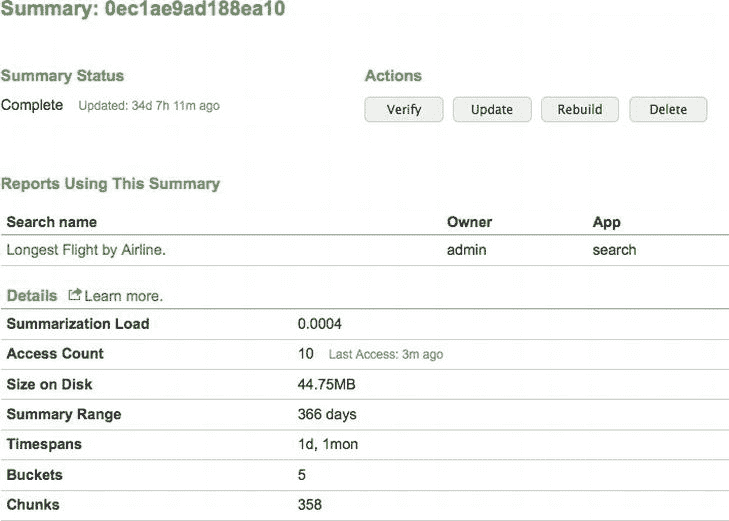 Summary: 0ec1ae9ad188ea10
Summary Status
Actions
Complete Updated: 34d 7h 11m ago
Verify Update Rebuild Delete
Reports Using This Summary
Search name Owner App
Longest Flight by Airline. admin search
Details Learn more.
Summarization Load 0.0004
Access Count 10 Last Access: 3m ago
Size on Disk 44.75MB
Summary Range 366 days
Timespans 1d, 1mon
Buckets 5
Chunks 358